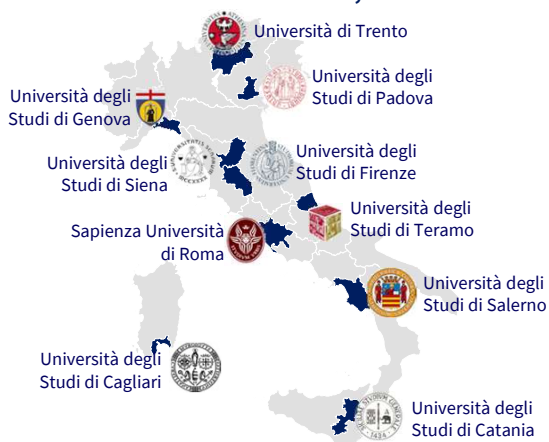 Università di Trento
Università degli
Studi di Padova
Università degli
Studi di Genova
Università degli
Studi di Siena
Università degli
Studi di Firenze
Università degli
Studi di Teramo
Sapienza Università
di Roma
Università degli
Studi di Salerno
Università degli
Studi di Cagliari
Università degli
Studi di Catania